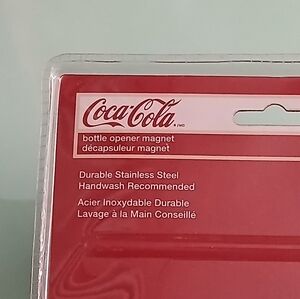 Coca-Cola
bottle opener magnet
décapsuleur magnet
Durable Stainless Steel
Handwash Recommended
Acier Inoxydable Durable
Lavage à la Main Conseillé